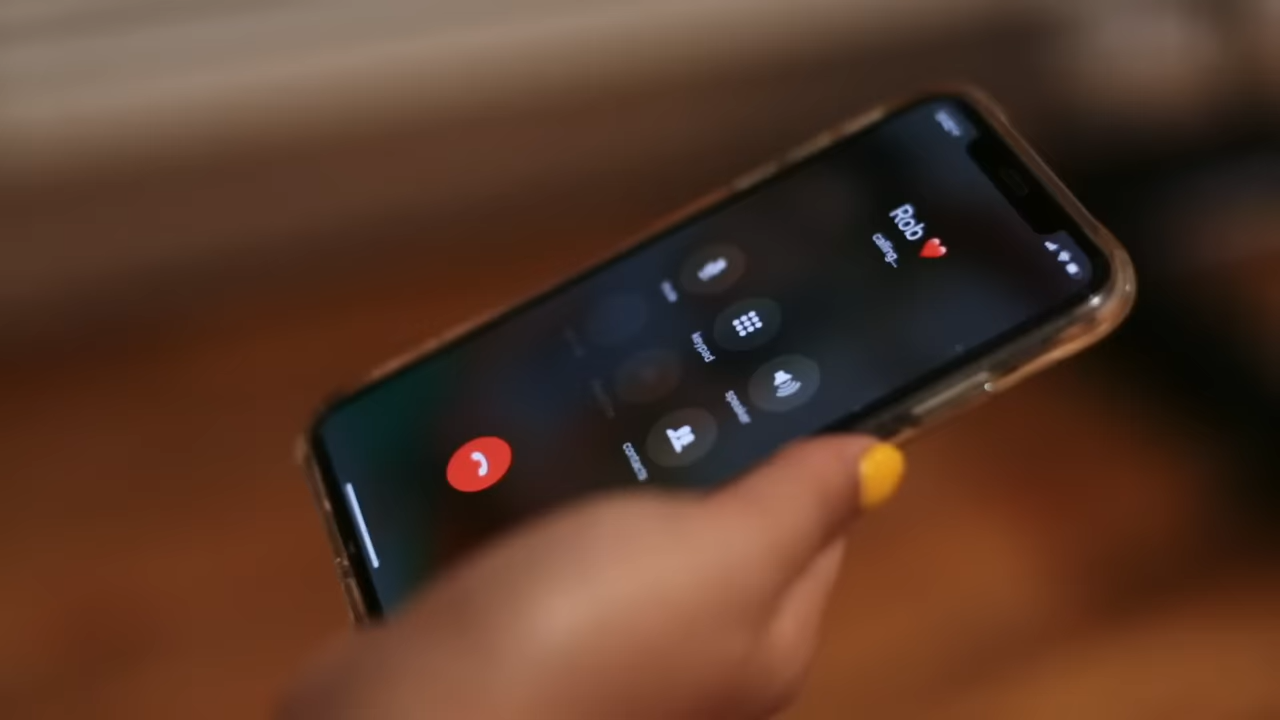 Rob ❤️
calling...
mute
keypad
speaker
contacts